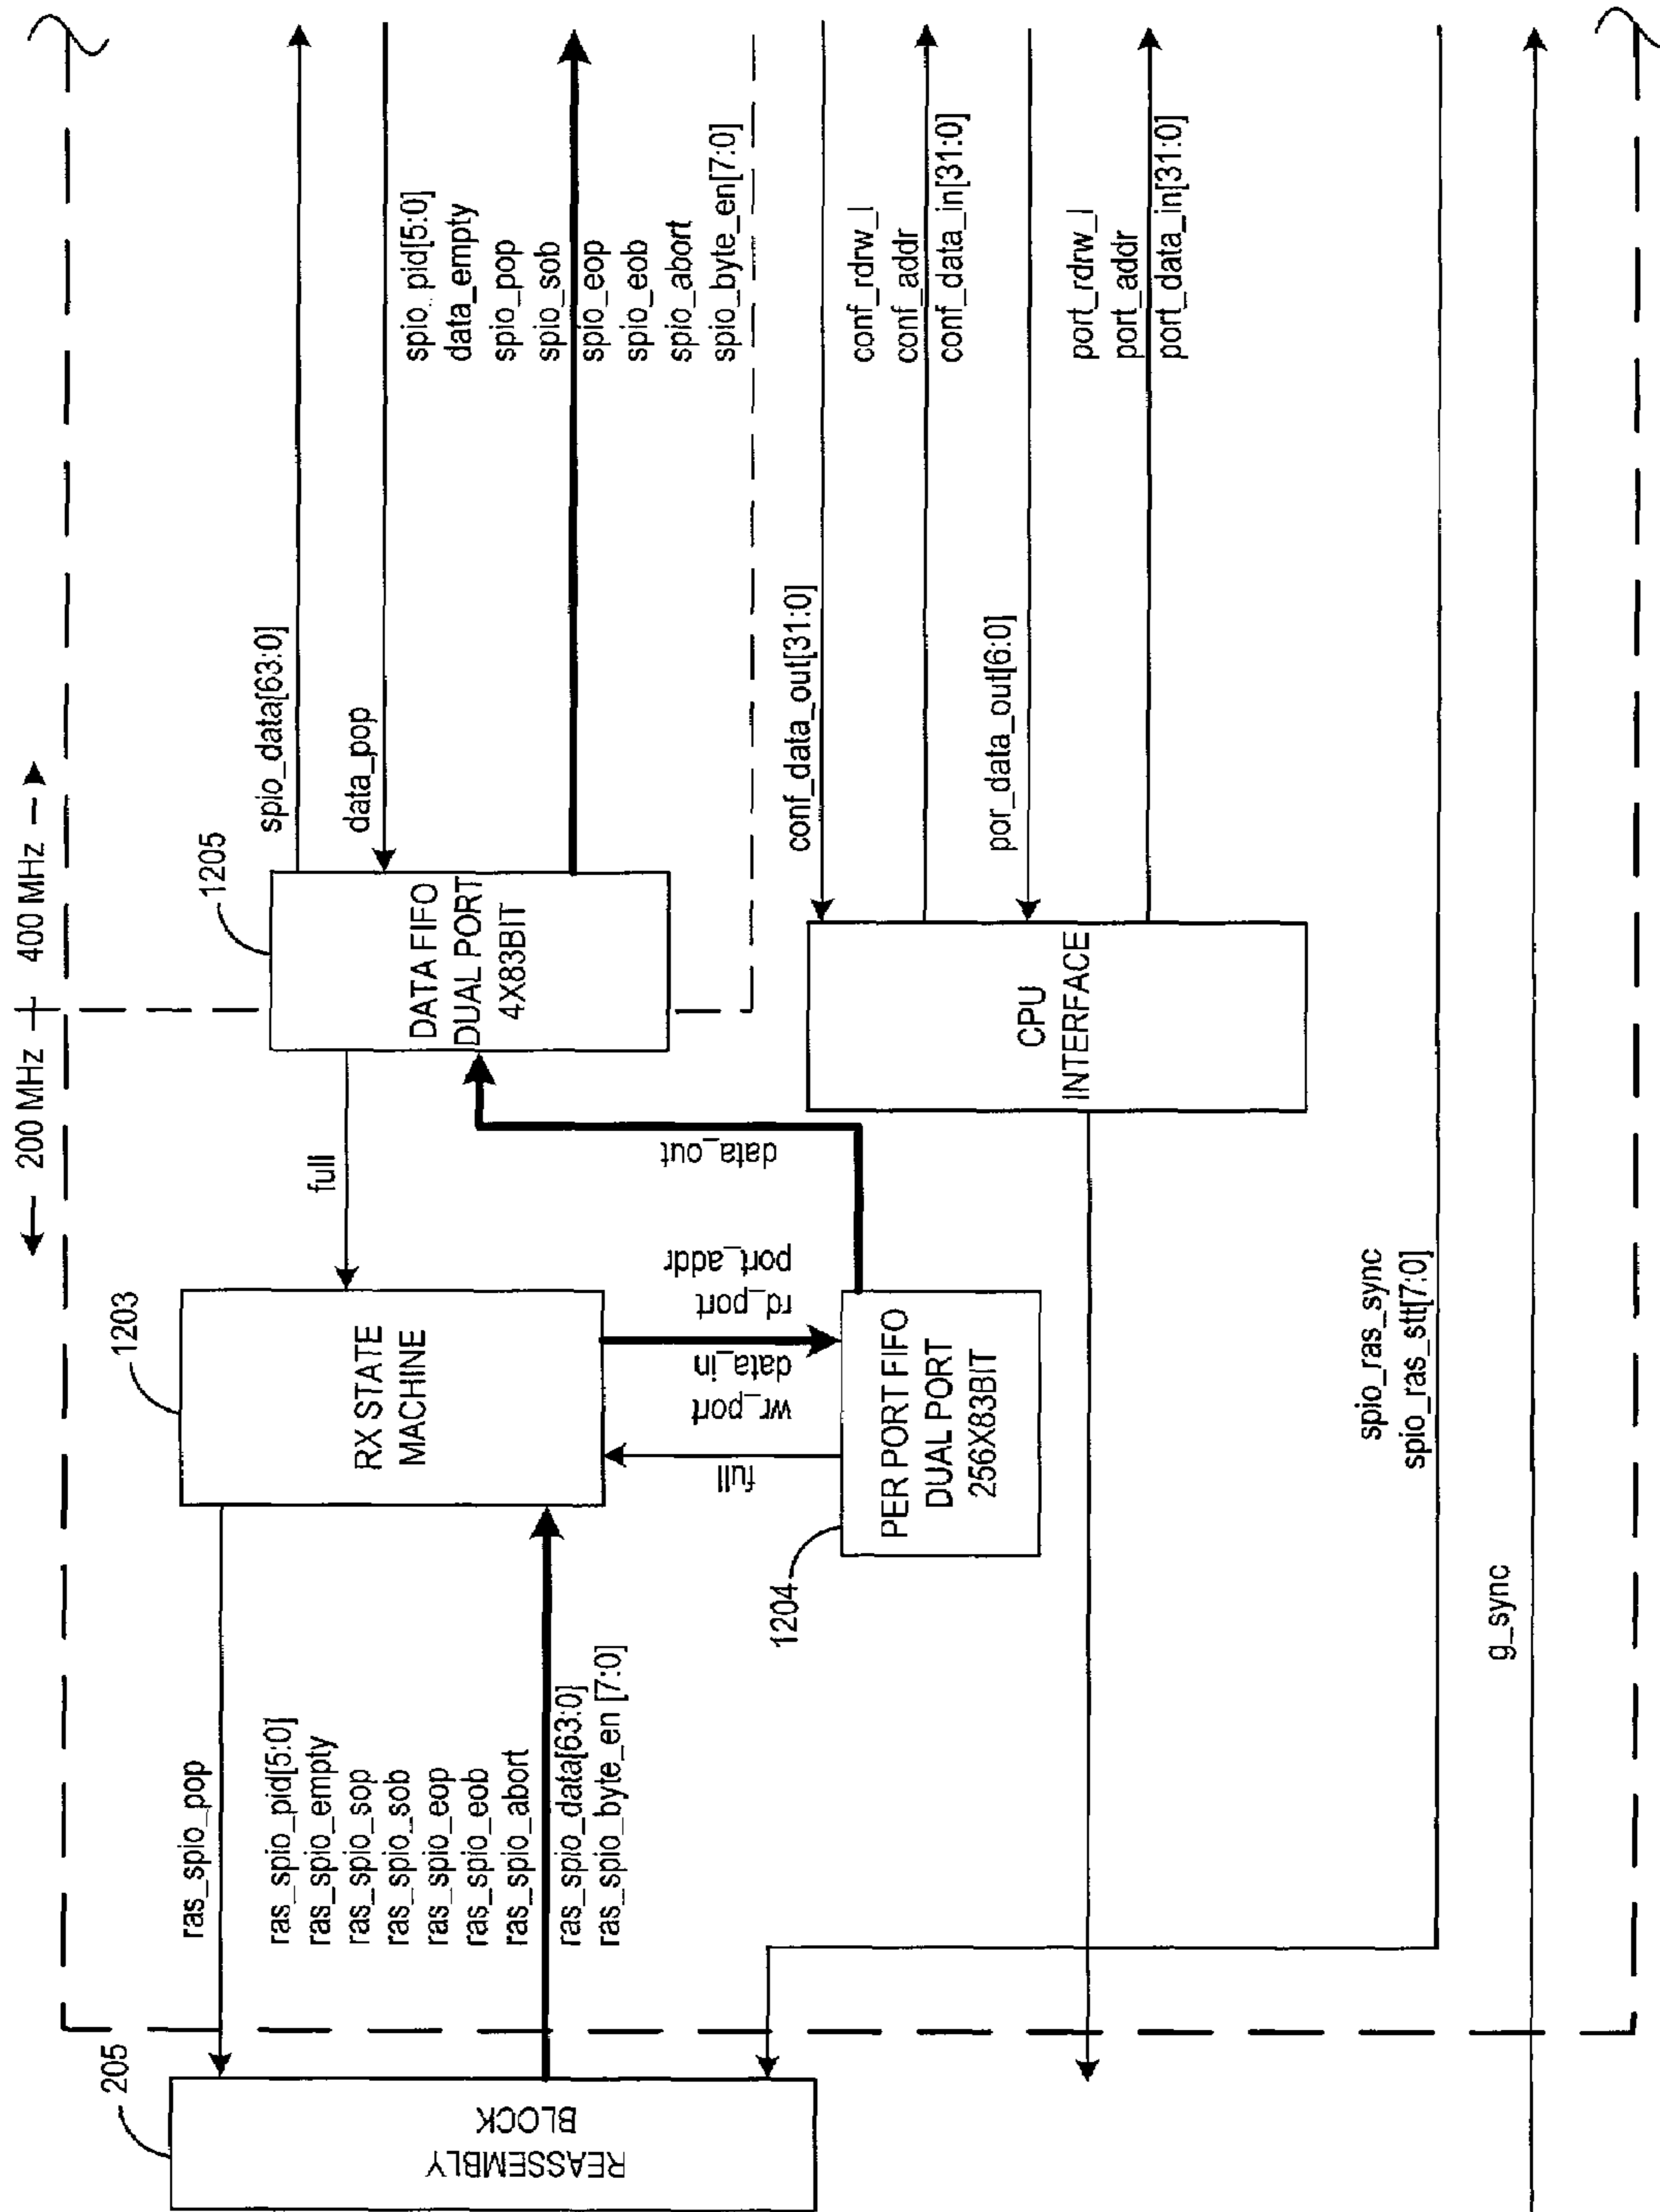 200 MHz
400 MHz
205
REASSEMBLY
BLOCK
ras_spio_pop
ras_spio_pid[5:0]
ras_spio_empty
ras_spio_sop
ras_spio_sob
ras_spio_eop
ras_spio_eob
ras_spio_abort
ras_spio_data[63:0]
ras_spio_byte_en [7:0]
1203
RX STATE
MACHINE
full
full
wr_port
data_in
rd_port
port_addr
1204
PER PORT FIFO
DUAL PORT
256X83BIT
data_out
1205
DATA FIFO
DUAL PORT
4X83BIT
spio_data[63:0]
data_pop
spio_pid[5:0]
data_empty
spio_pop
spio_sob
spio_eop
spio_eob
spio_abort
spio_byte_en[7:0]
CPU
INTERFACE
conf_data_out[31:0]
conf_rdrw_l
conf_addr
conf_data_in[31:0]
por_data_out[6:0]
port_rdrw_l
port_addr
port_data_in[31:0]
spio_ras_sync
spio_ras_stt[7:0]
g_sync